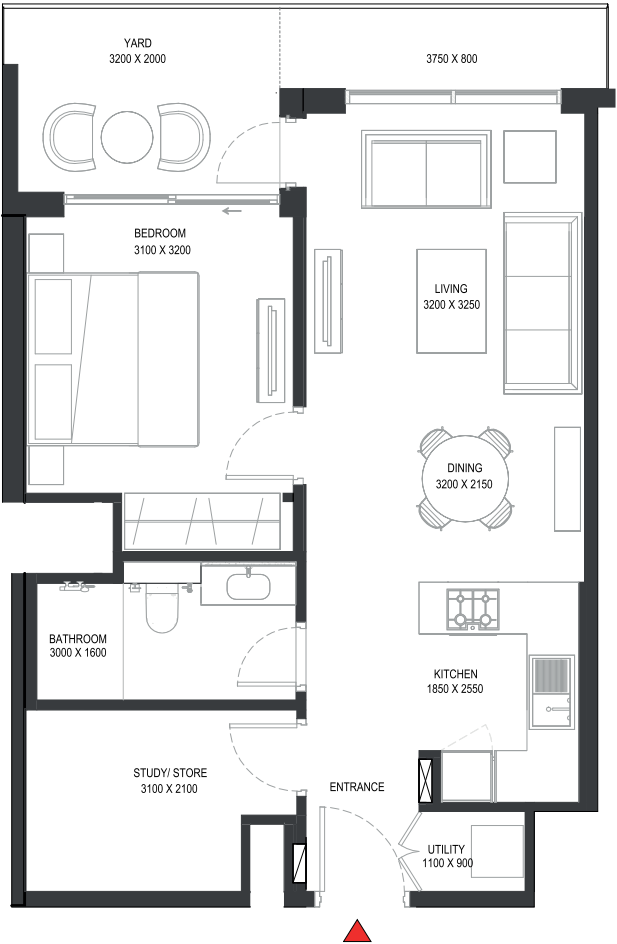 YARD
3200 X 2000
3750 X 800
BEDROOM
3100 X 3200
LIVING
3200 X 3250
DINING
3200 X 2150
BATHROOM
3000 X 1600
KITCHEN
1850 X 2550
STUDY/ STORE
3100 X 2100
ENTRANCE
UTILITY
1100 X 900